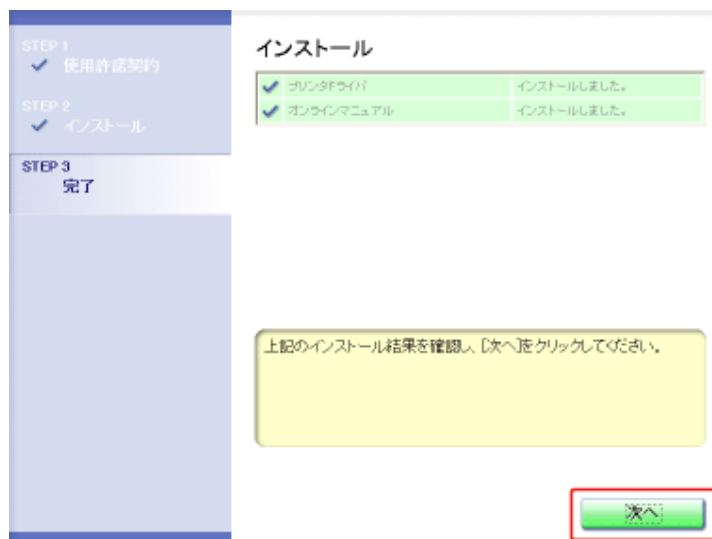 STEP 1
使用許諾契約
STEP 2
インストール
STEP 3
完了
インストール
プリンタドライバ インストールしました。
オンラインマニュアル インストールしました。
上記のインストール結果を確認し、[次へ]をクリックしてください。
次へ